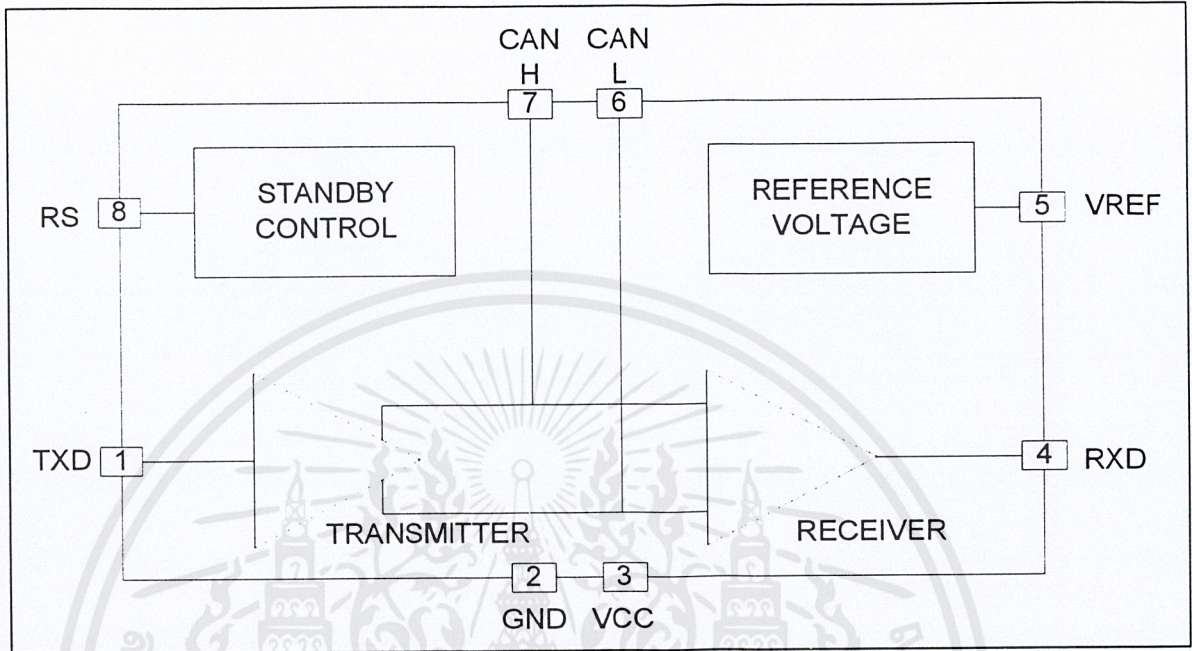 CAN CAN
H L
7 6
STANDBY
CONTROL
REFERENCE
VOLTAGE
RS 8
5 VREF
TXD 1
4 RXD
TRANSMITTER
RECEIVER
2 3
GND VCC